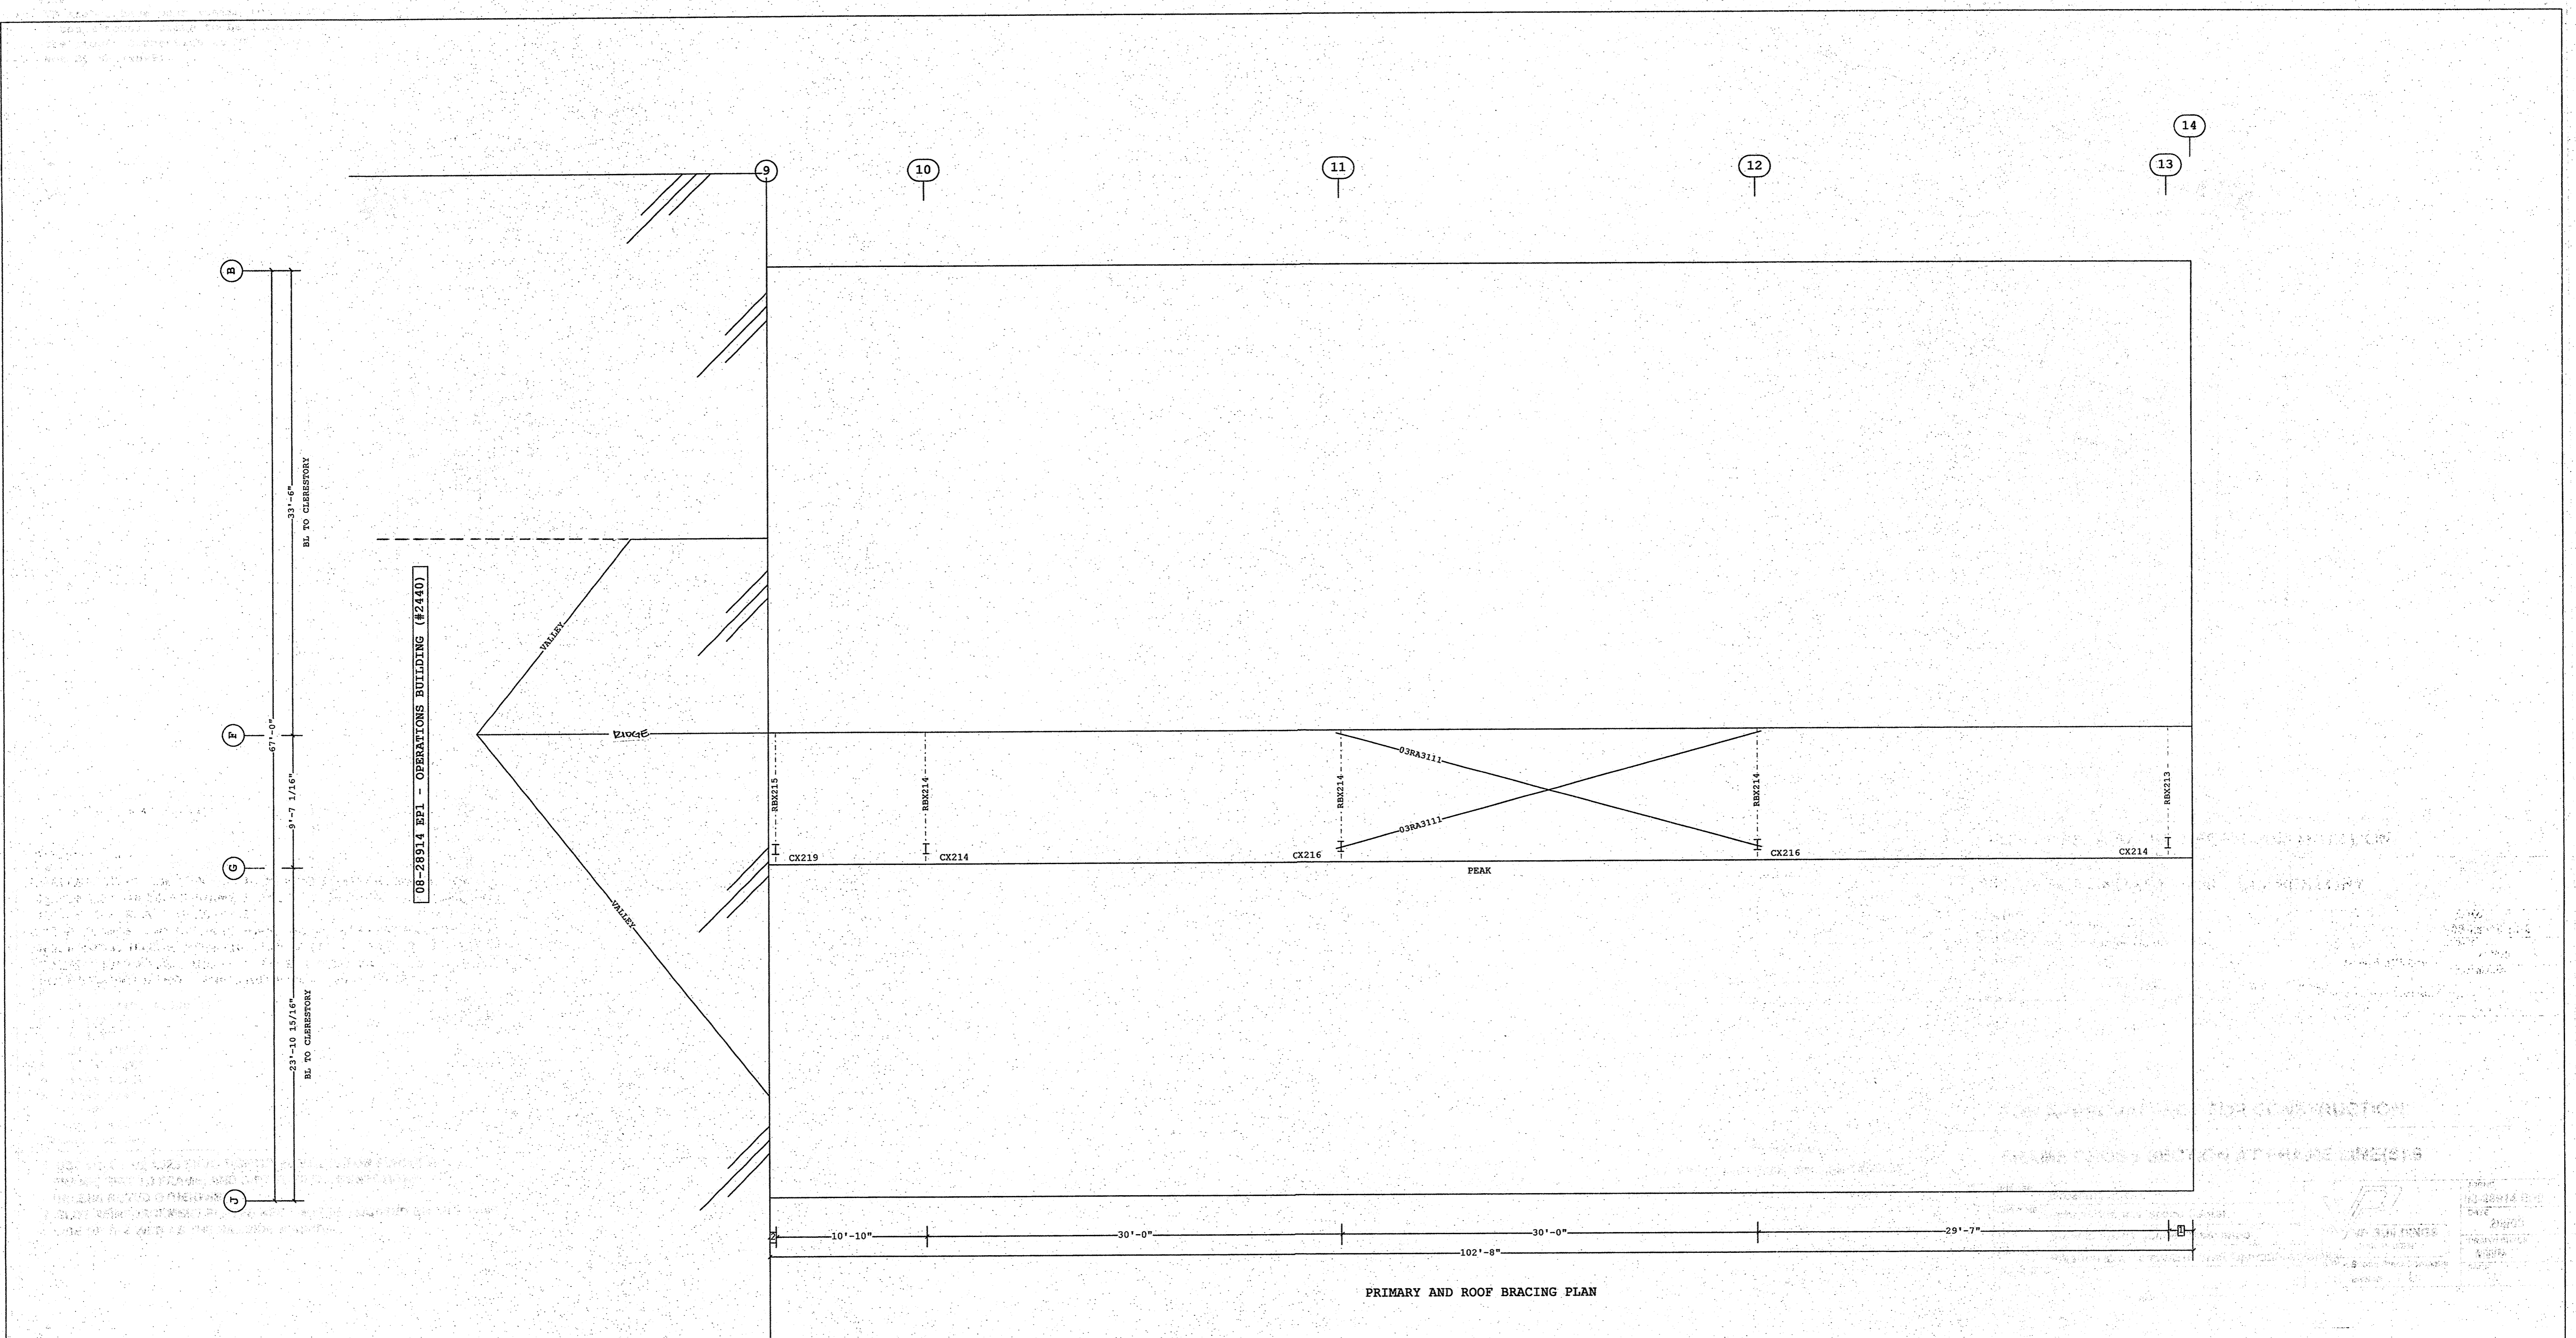 14
9
10
11
12
13
B
33'-6"
BL TO CLERESTORY
08-28914 EP1 - OPERATIONS BUILDING (#2440)
VALLEY
F
67'-0"
RIDGE
03RA3111
RBX215
RBX214
RBX214
RBX214
RBX213
9'-7 1/16"
03RA3111
G
CX219
CX214
CX216
CX216
CX214
PEAK
VALLEY
23'-10 15/16"
BL TO CLERESTORY
J
2
10'-10"
30'-0"
30'-0"
29'-7"
1
102'-8"
PRIMARY AND ROOF BRACING PLAN